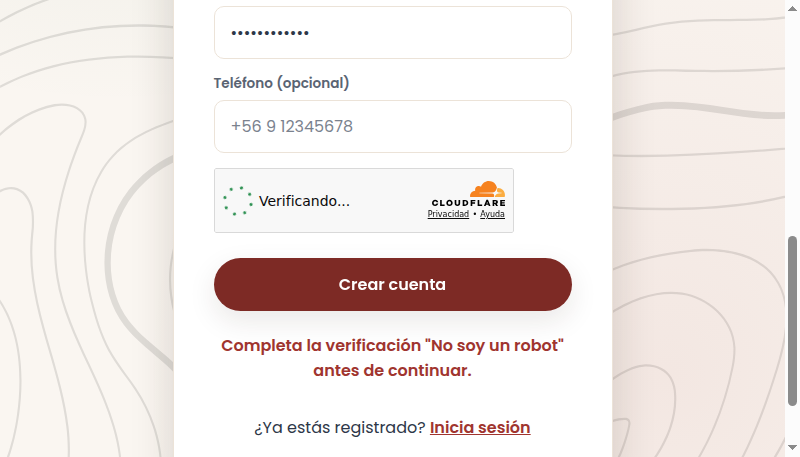 ••••••••••••
Teléfono (opcional)
+56 9 12345678
Verificando...
CLOUDFLARE
Privacidad • Ayuda
Crear cuenta
Completa la verificación "No soy un robot"
antes de continuar.
¿Ya estás registrado? Inicia sesión